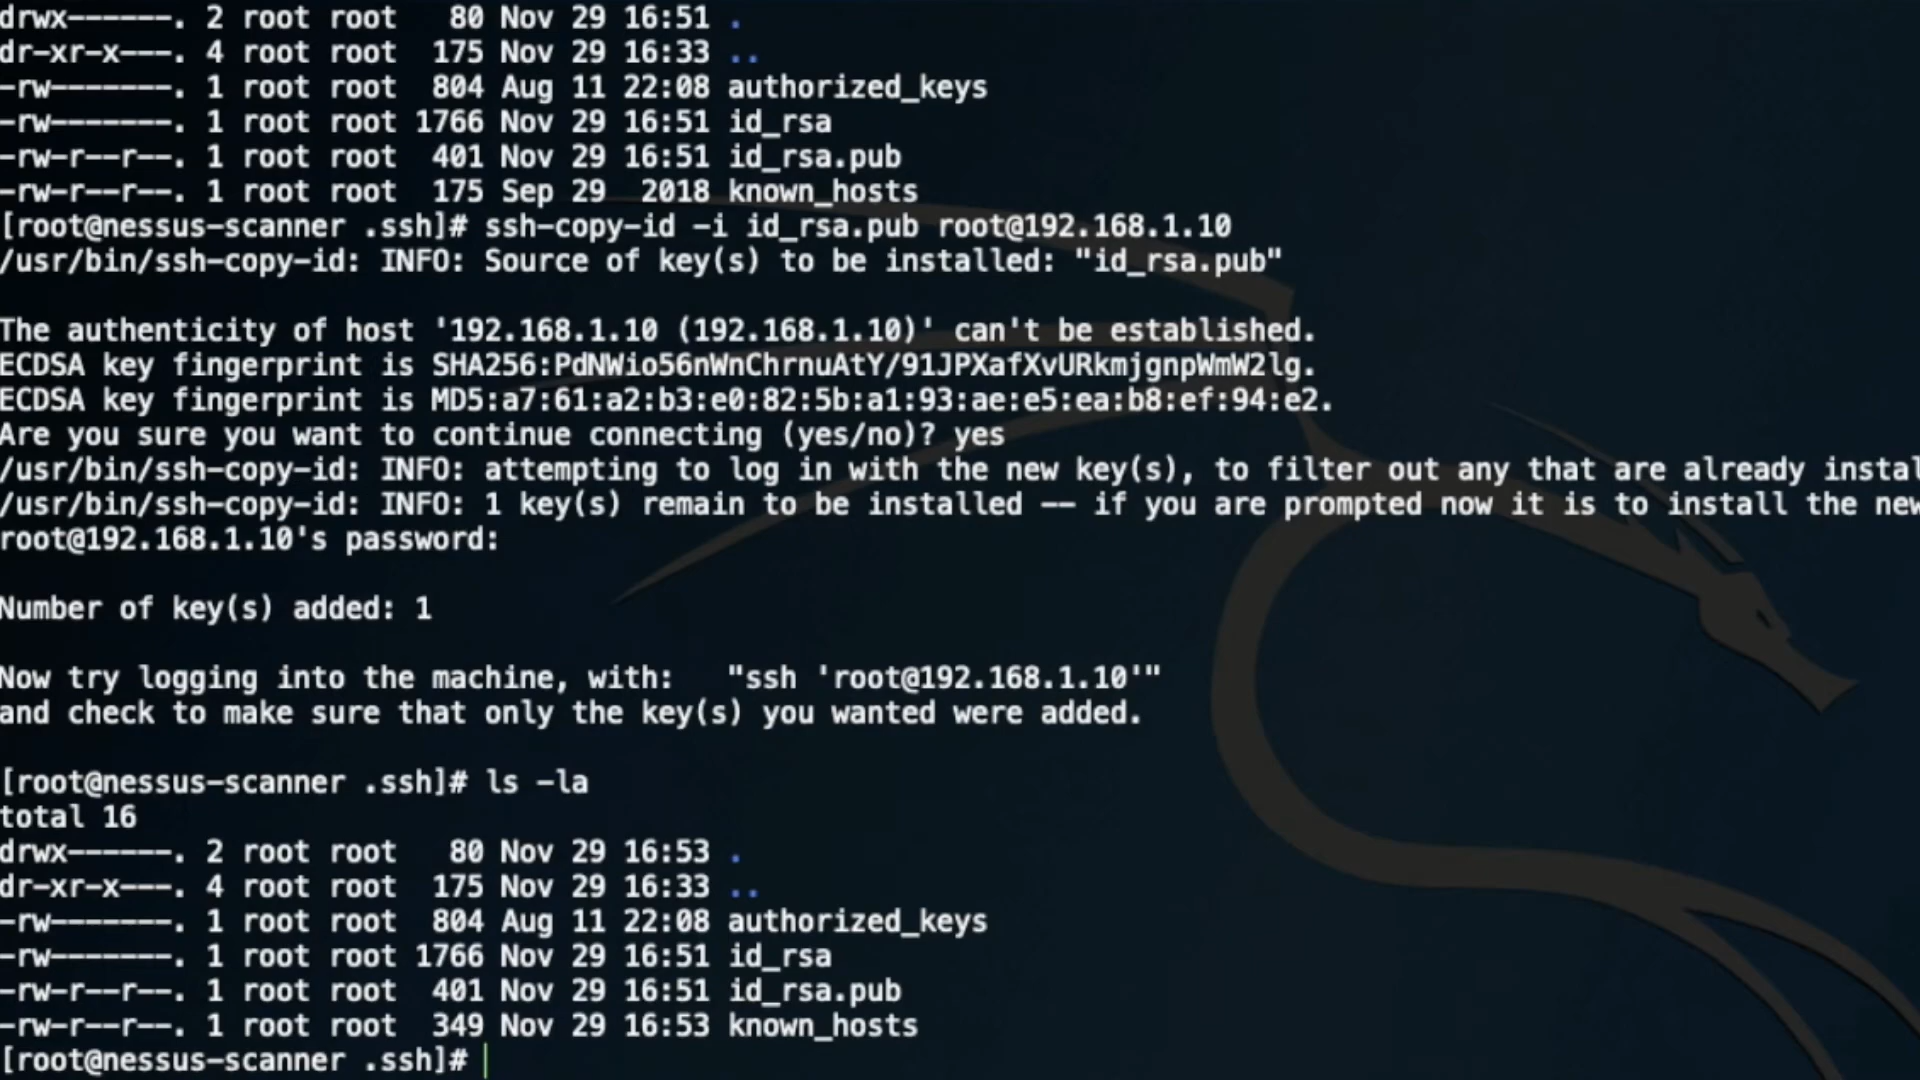 drwx------. 2 root root   80 Nov 29 16:51 .
dr-xr-x---. 4 root root  175 Nov 29 16:33 ..
-rw-------. 1 root root  804 Aug 11 22:08 authorized_keys
-rw-------. 1 root root 1766 Nov 29 16:51 id_rsa
-rw-r--r--. 1 root root  401 Nov 29 16:51 id_rsa.pub
-rw-r--r--. 1 root root  175 Sep 29  2018 known_hosts
[root@nessus-scanner .ssh]# ssh-copy-id -i id_rsa.pub root@192.168.1.10
/usr/bin/ssh-copy-id: INFO: Source of key(s) to be installed: "id_rsa.pub"
The authenticity of host '192.168.1.10 (192.168.1.10)' can't be established.
ECDSA key fingerprint is SHA256:PdNWio56nWnChrnuAtY/91JPXafXvURkmjgnpWmW2lg.
ECDSA key fingerprint is MD5:a7:61:a2:b3:e0:82:5b:a1:93:ae:e5:ea:b8:ef:94:e2.
Are you sure you want to continue connecting (yes/no)? yes
/usr/bin/ssh-copy-id: INFO: attempting to log in with the new key(s), to filter out any that are already instal
/usr/bin/ssh-copy-id: INFO: 1 key(s) remain to be installed -- if you are prompted now it is to install the new
root@192.168.1.10's password:
Number of key(s) added: 1
Now try logging into the machine, with:   "ssh 'root@192.168.1.10'"
and check to make sure that only the key(s) you wanted were added.
[root@nessus-scanner .ssh]# ls -la
total 16
drwx------. 2 root root   80 Nov 29 16:53 .
dr-xr-x---. 4 root root  175 Nov 29 16:33 ..
-rw-------. 1 root root  804 Aug 11 22:08 authorized_keys
-rw-------. 1 root root 1766 Nov 29 16:51 id_rsa
-rw-r--r--. 1 root root  401 Nov 29 16:51 id_rsa.pub
-rw-r--r--. 1 root root  349 Nov 29 16:53 known_hosts
[root@nessus-scanner .ssh]#